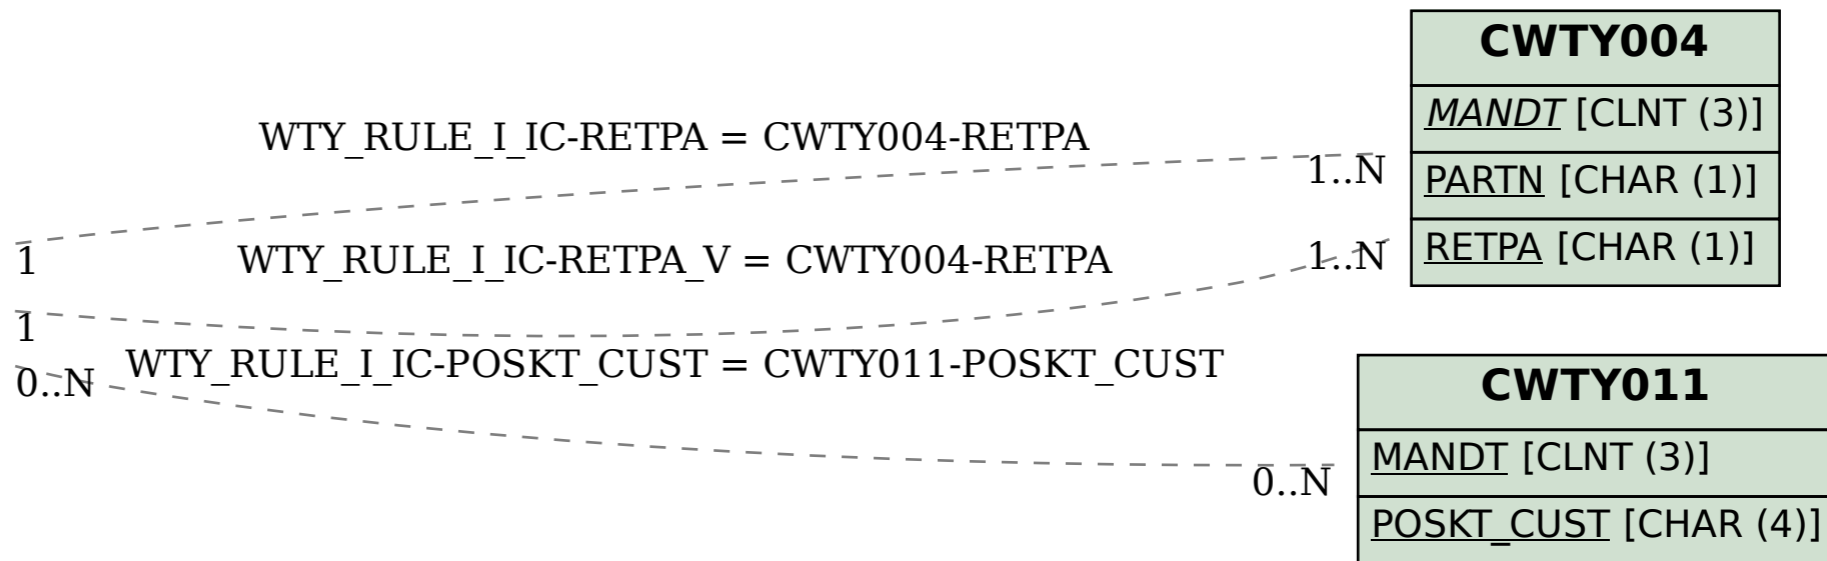 CWTY004
MANDT [CLNT (3)]
WTY_RULE_I_IC-RETPA = CWTY004-RETPA
1..N
PARTN [CHAR (1)]
1
WTY_RULE_I_IC-RETPA_V = CWTY004-RETPA
1..N
RETPA [CHAR (1)]
1
WTY_RULE_I_IC-POSKT_CUST = CWTY011-POSKT_CUST
0..N
CWTY011
MANDT [CLNT (3)]
0..N
POSKT_CUST [CHAR (4)]